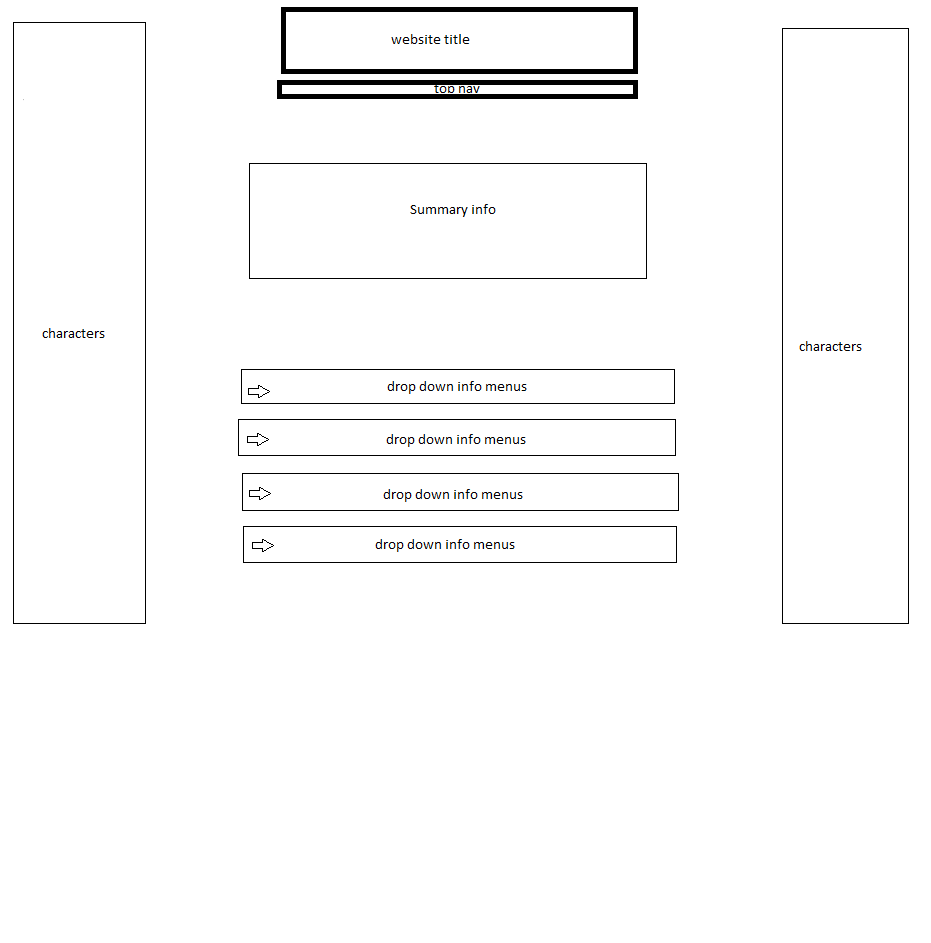 website title
top nav
Summary info
characters
characters
drop down info menus
drop down info menus
drop down info menus
drop down info menus